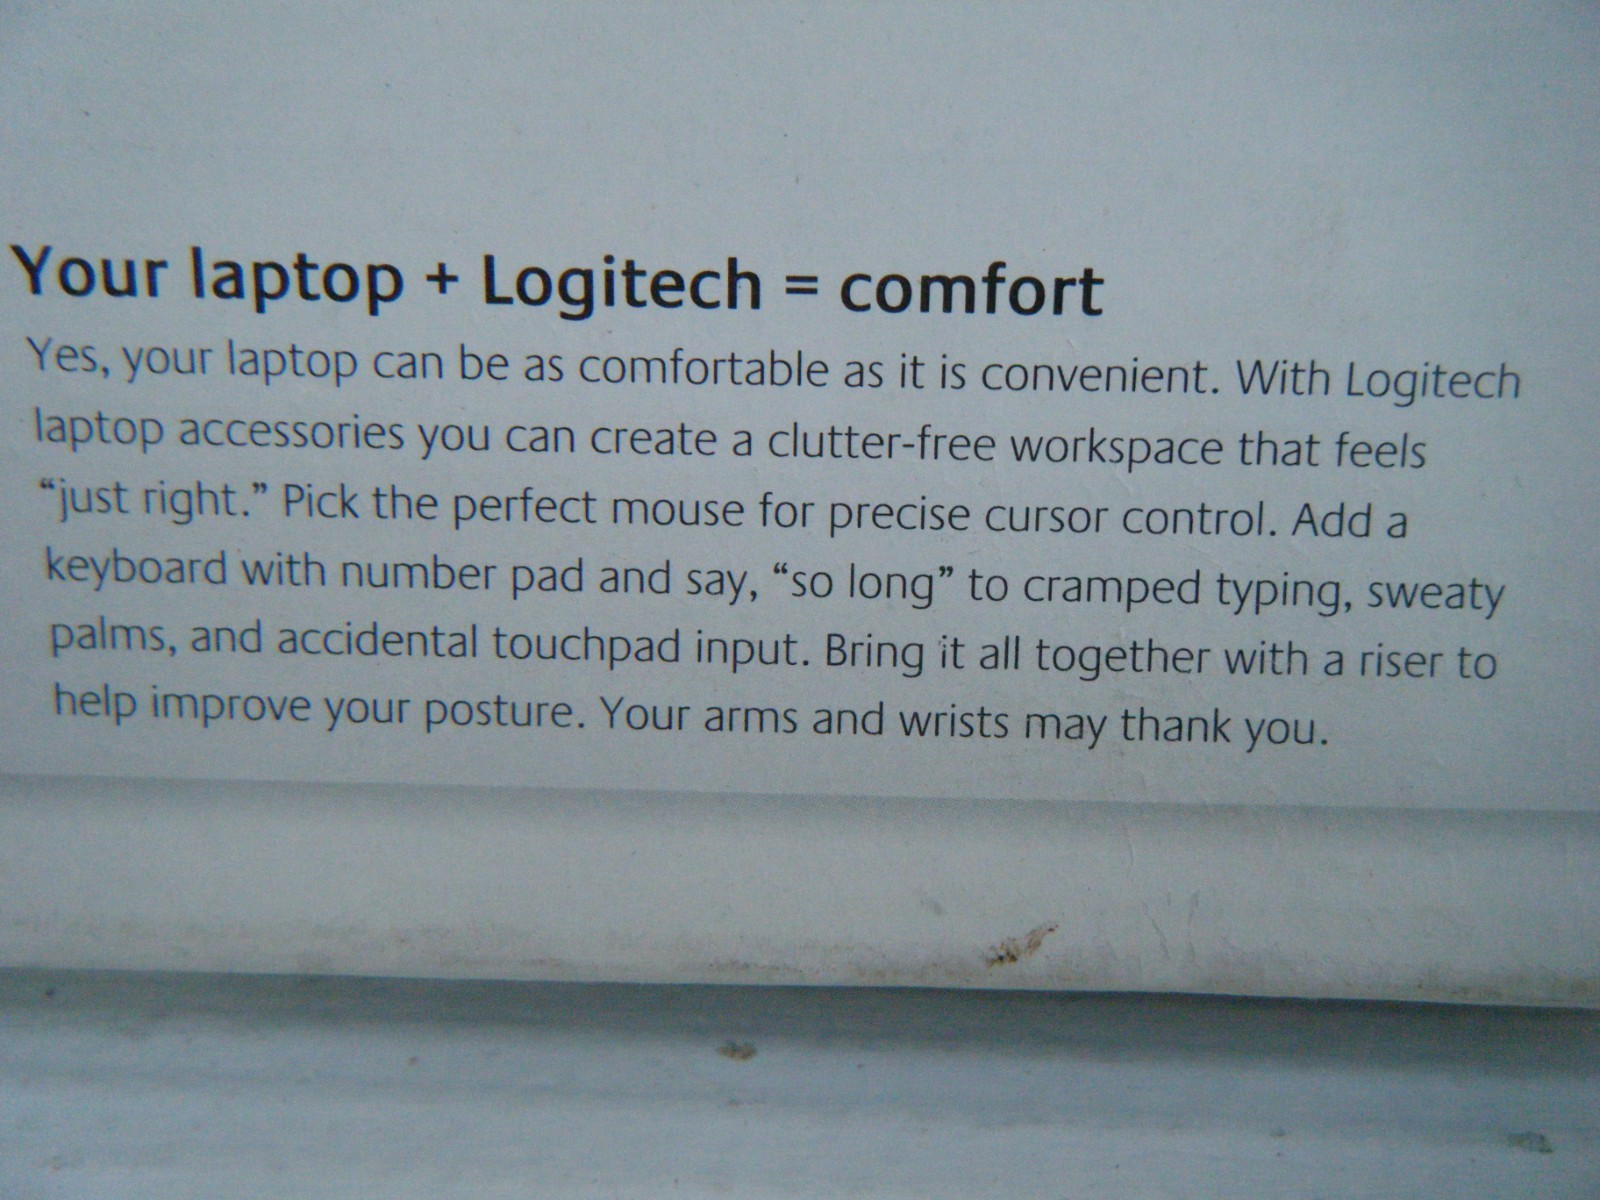 Your laptop + Logitech = comfort
Yes, your laptop can be as comfortable as it is convenient. With Logitech
laptop accessories you can create a clutter-free workspace that feels
“just right.” Pick the perfect mouse for precise cursor control. Add a
keyboard with number pad and say, “so long” to cramped typing, sweaty
palms, and accidental touchpad input. Bring it all together with a riser to
help improve your posture. Your arms and wrists may thank you.